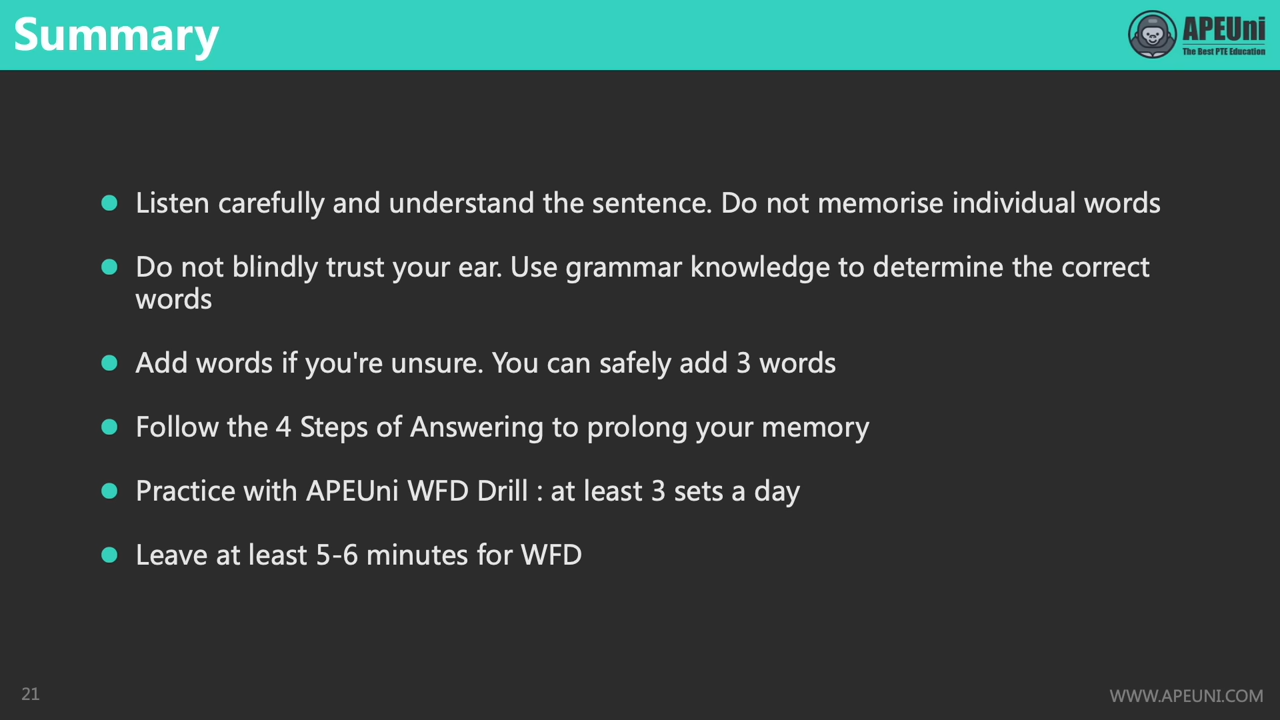 Summary
APEUni
The Best PTE Education
Listen carefully and understand the sentence. Do not memorise individual words
Do not blindly trust your ear. Use grammar knowledge to determine the correct
words
Add words if you're unsure. You can safely add 3 words
Follow the 4 Steps of Answering to prolong your memory
Practice with APEUni WFD Drill : at least 3 sets a day
Leave at least 5-6 minutes for WFD
21
WWW.APEUNI.COM